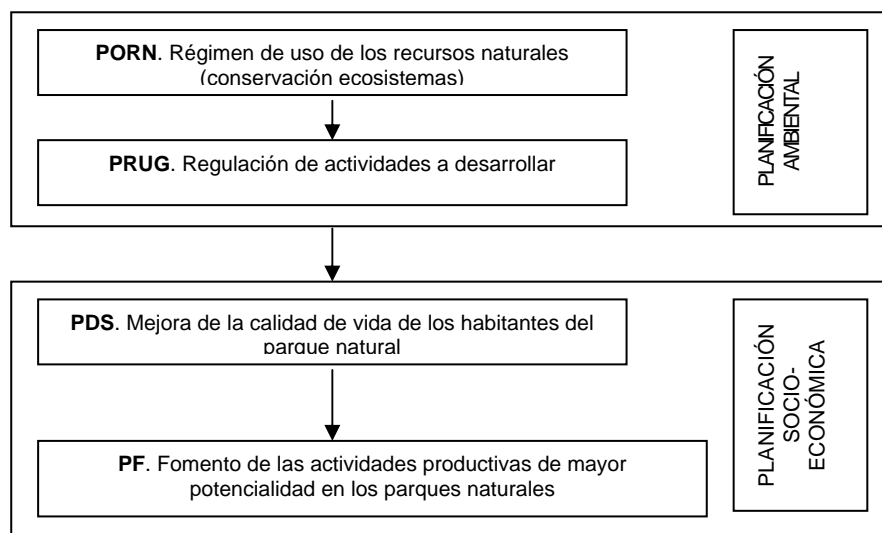 PORN. Régimen de uso de los recursos naturales
(conservación ecosistemas)
PRUG. Regulación de actividades a desarrollar
PLANIFICACIÓN
AMBIENTAL
PDS. Mejora de la calidad de vida de los habitantes del
parque natural
PF. Fomento de las actividades productivas de mayor
potencialidad en los parques naturales
PLANIFICACIÓN
SOCIO-
ECONÓMICA